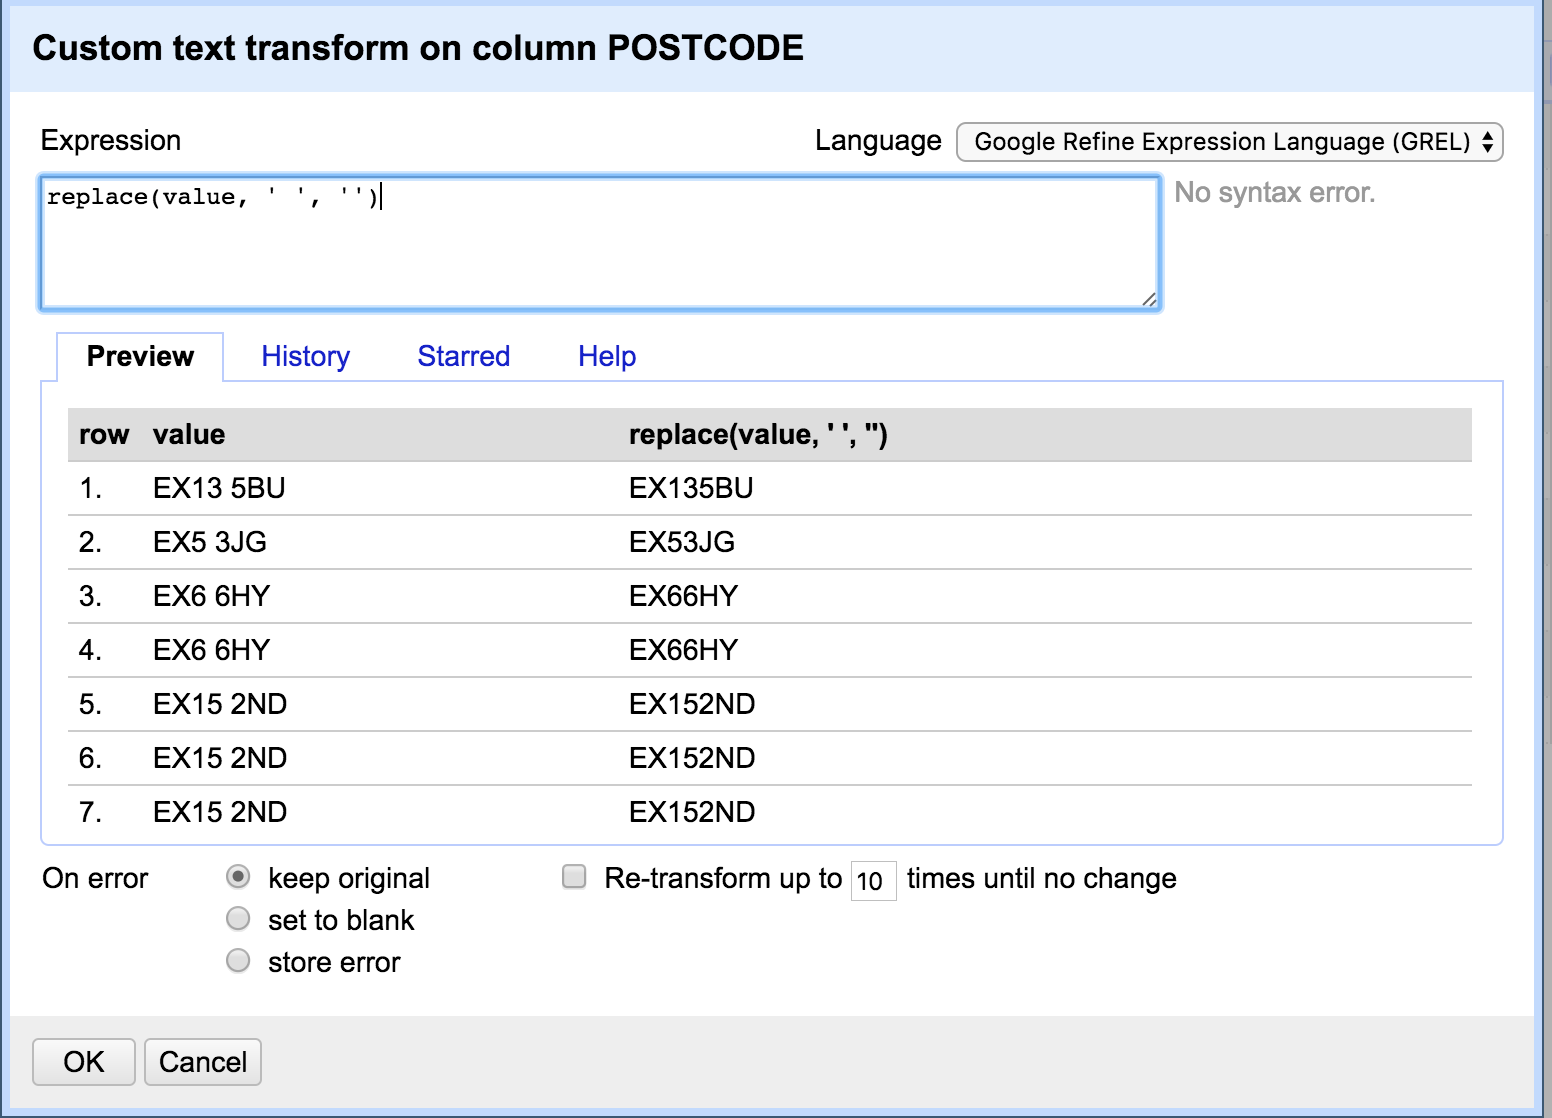 Custom text transform on column POSTCODE
Expression
Language
Google Refine Expression Language (GREL)
replace(value, ' ', '')
No syntax error.
Preview History Starred Help
row value replace(value, ' ', '')
1. EX13 5BU EX135BU
2. EX5 3JG EX53JG
3. EX6 6HY EX66HY
4. EX6 6HY EX66HY
5. EX15 2ND EX152ND
6. EX15 2ND EX152ND
7. EX15 2ND EX152ND
On error keep original Re-transform up to 10 times until no change
set to blank
store error
OK Cancel